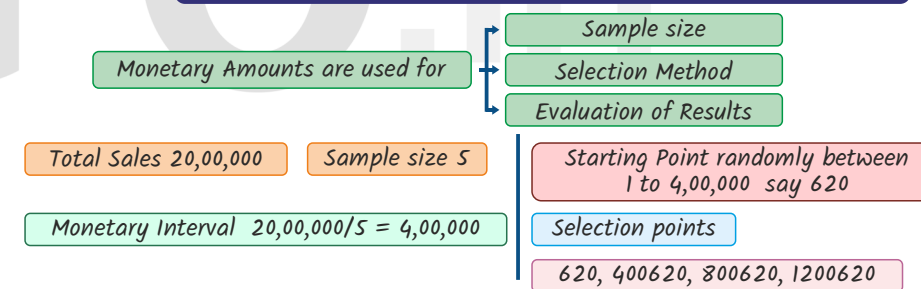 Monetary Amounts are used for
Sample size
Selection Method
Evaluation of Results
Total Sales 20,00,000
Sample size 5
Monetary Interval 20,00,000/5 = 4,00,000
Starting Point randomly between
1 to 4,00,000 say 620
Selection points
620, 400620, 800620, 1200620